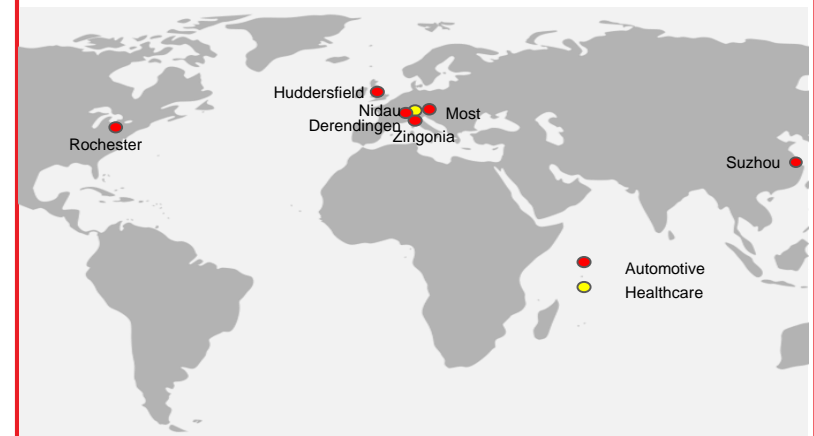 Huddersfield
Nidau
Most
Derendingen
Zingonia
Rochester
Suzhou
Automotive
Healthcare